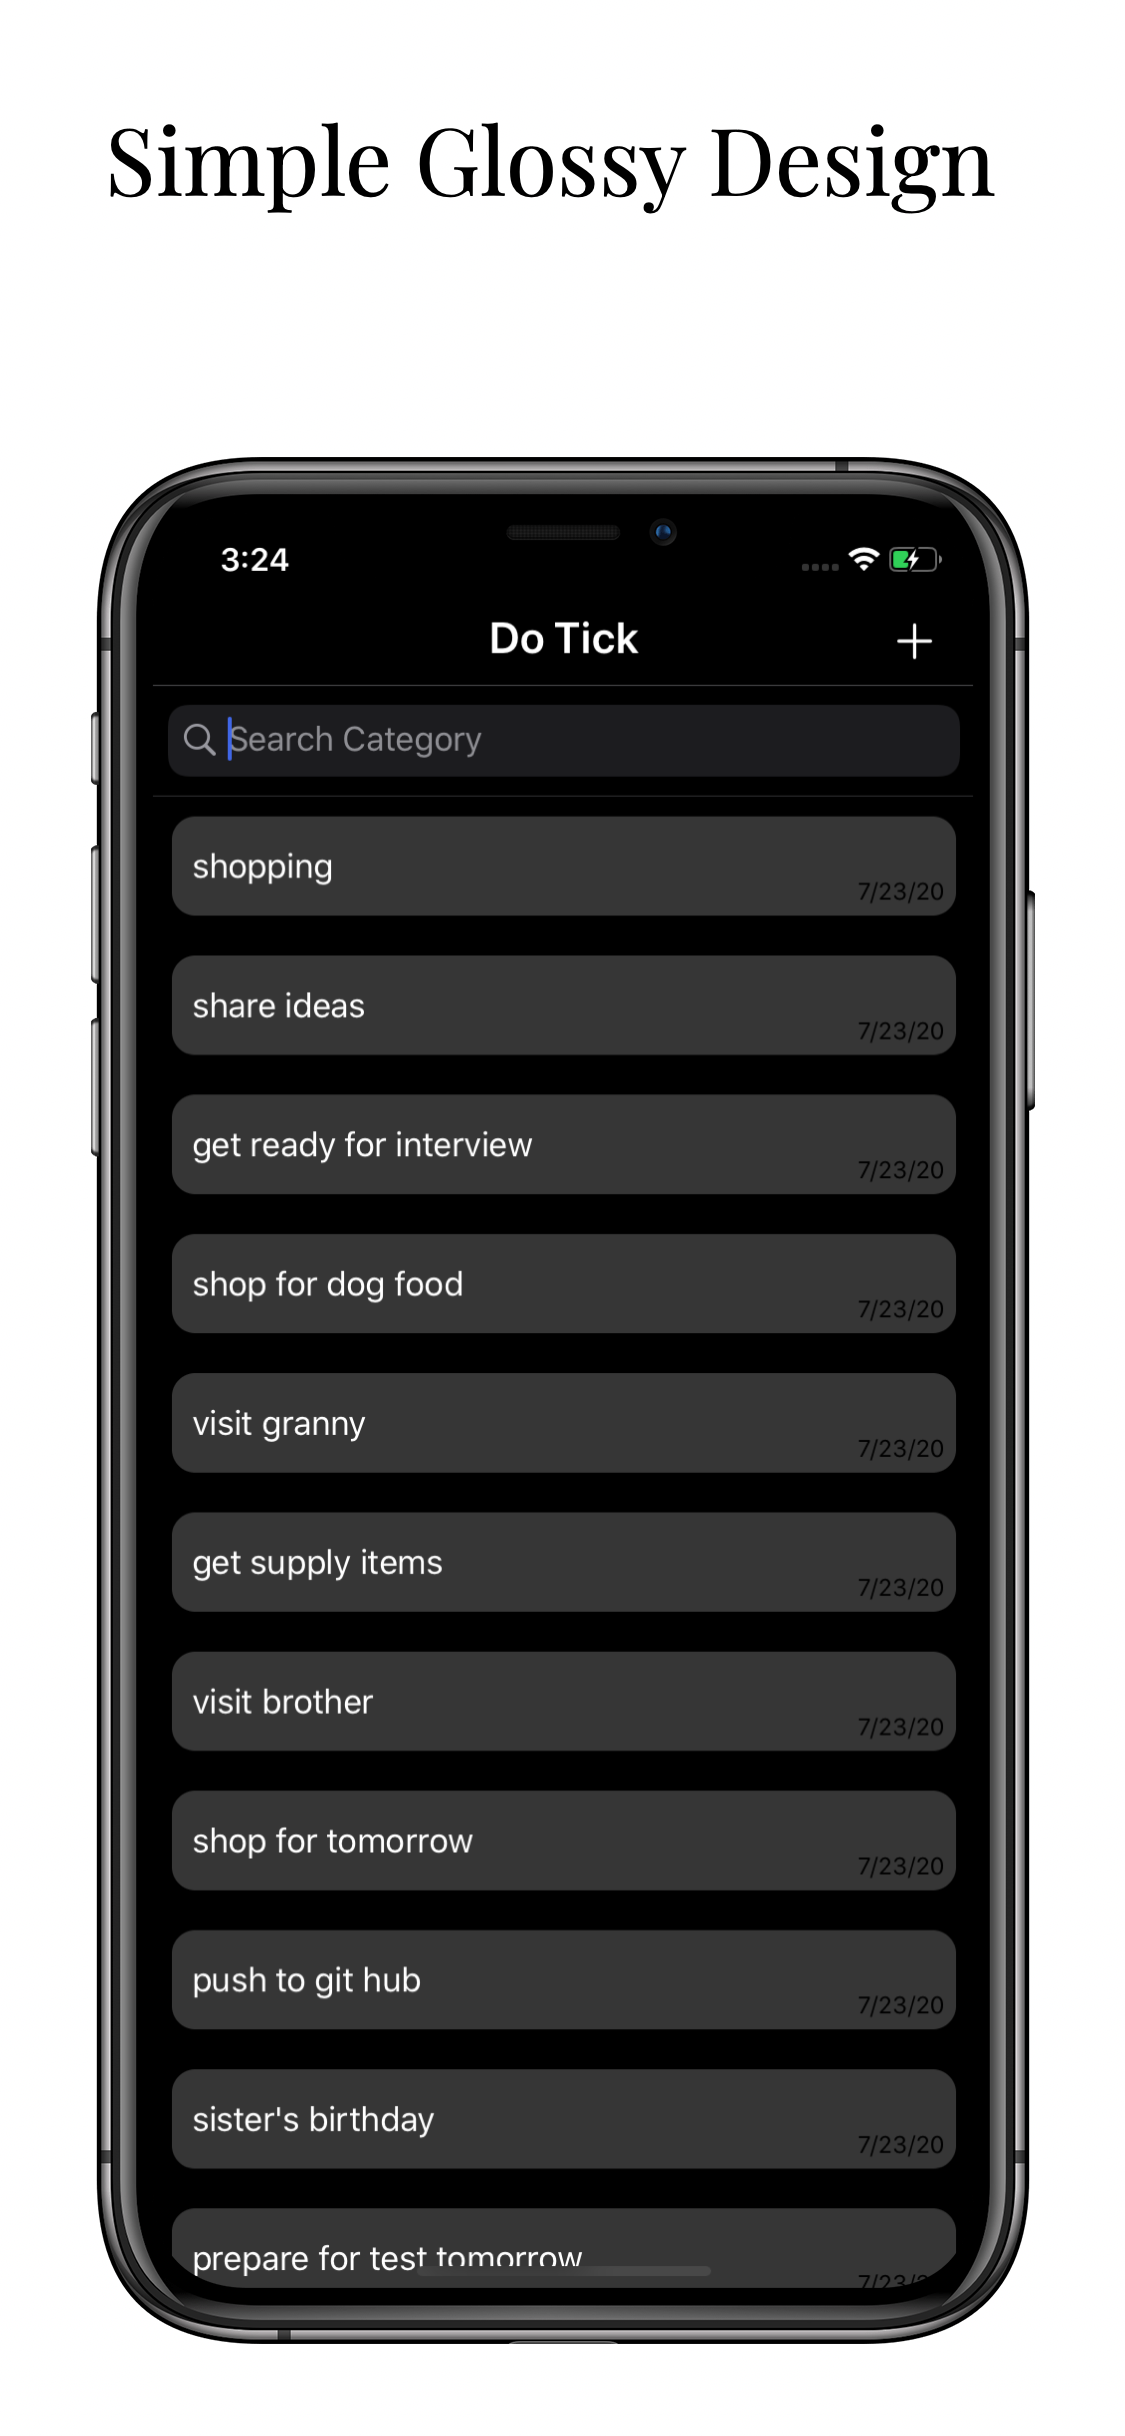 Simple Glossy Design
3:24
Do Tick
Search Category
shopping
7/23/20
share ideas
7/23/20
get ready for interview
7/23/20
shop for dog food
7/23/20
visit granny
7/23/20
get supply items
7/23/20
visit brother
7/23/20
shop for tomorrow
7/23/20
push to git hub
7/23/20
sister's birthday
7/23/20
prepare for test tomorrow